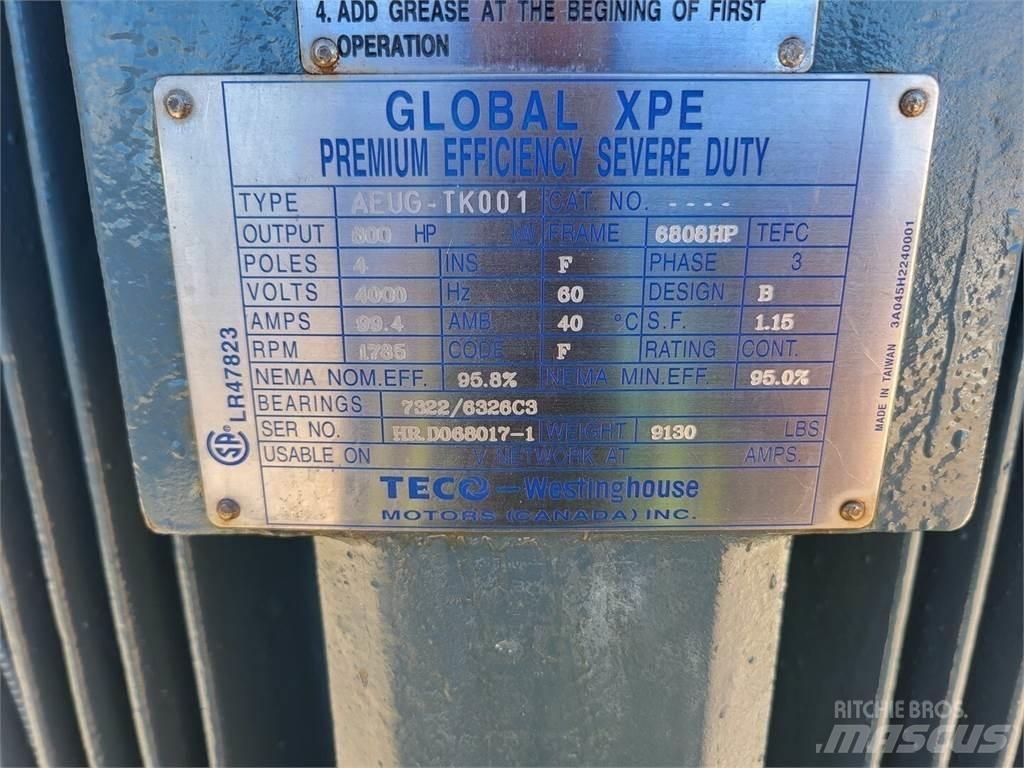 4. ADD GREASE AT THE BEGINING OF FIRST
OPERATION
GLOBAL XPE
PREMIUM EFFICIENCY SEVERE DUTY
TYPE AEUG-TK001 CAT. NO. ----
OUTPUT 800 HP kW FRAME 6808HP TEFC
POLES 4 INS. F PHASE 3
VOLTS 4000 Hz 60 DESIGN B
AMPS 99.4 AMB. 40 °C S.F. 1.15
RPM 1785 CODE F RATING CONT.
NEMA NOM.EFF. 95.8% NEMA MIN.EFF. 95.0%
BEARINGS 7322/6326C3
SER NO. HR.D068017-1 WEIGHT 9130 LBS
USABLE ON V NETWORK AT AMPS.
TECO-Westinghouse
MOTORS (CANADA) INC.
SA® LR47823
MADE IN TAIWAN 3A045H2240001
RITCHIE BROS.
MASCUS